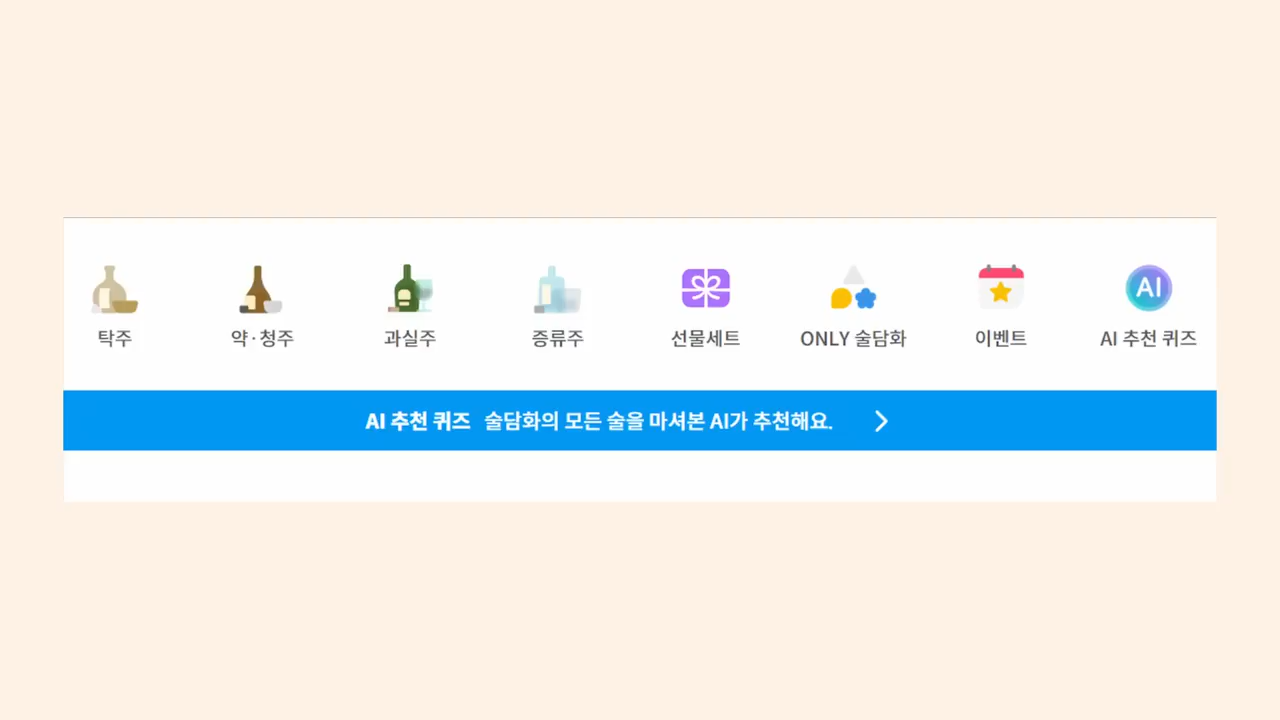 탁주
약·청주
과실주
증류주
선물세트
ONLY 술담화
이벤트
AI
AI 추천 퀴즈
AI 추천 퀴즈 술담화의 모든 술을 마셔본 AI가 추천해요.